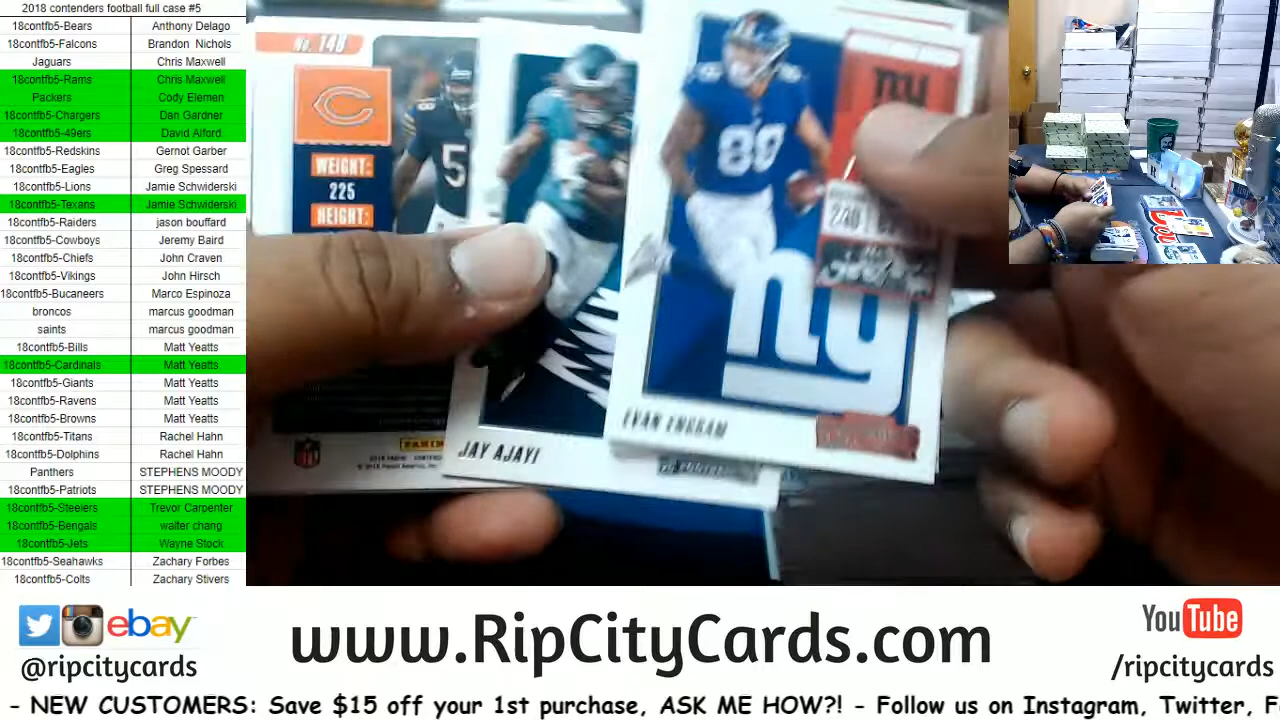 2018 contenders football full case #5
18contfb5-Bears Anthony Delago
18contfb5-Falcons Brandon Nichols
Jaguars Chris Maxwell
18contfb5-Rams Chris Maxwell
Packers Cody Elemen
18contfb5-Chargers Dan Gardner
18contfb5-49ers David Alford
18contfb5-Redskins Gernot Garber
18contfb5-Eagles Greg Spessard
18contfb5-Lions Jamie Schwiderski
18contfb5-Texans Jamie Schwiderski
18contfb5-Raiders jason bouffard
18contfb5-Cowboys Jeremy Baird
18contfb5-Chiefs John Craven
18contfb5-Vikings John Hirsch
18contfb5-Bucaneers Marco Espinoza
broncos marcus goodman
saints marcus goodman
18contfb5-Bills Matt Yeatts
18contfb5-Cardinals Matt Yeatts
18contfb5-Giants Matt Yeatts
18contfb5-Ravens Matt Yeatts
18contfb5-Browns Matt Yeatts
18contfb5-Titans Rachel Hahn
18contfb5-Dolphins Rachel Hahn
Panthers STEPHENS MOODY
18contfb5-Patriots STEPHENS MOODY
18contfb5-Steelers Trevor Carpenter
18contfb5-Bengals walter chang
18contfb5-Jets Wayne Stock
18contfb5-Seahawks Zachary Forbes
18contfb5-Colts Zachary Stivers
No. 148
WEIGHT:
225
HEIGHT:
5
NFL
PANINI
JAY AJAYI
ny
88
ny
EVAN ENGRAM
ebay
@ripcitycards
www.RipCityCards.com
YouTube
/ripcitycards
- NEW CUSTOMERS: Save $15 off your 1st purchase, ASK ME HOW?! - Follow us on Instagram, Twitter, F